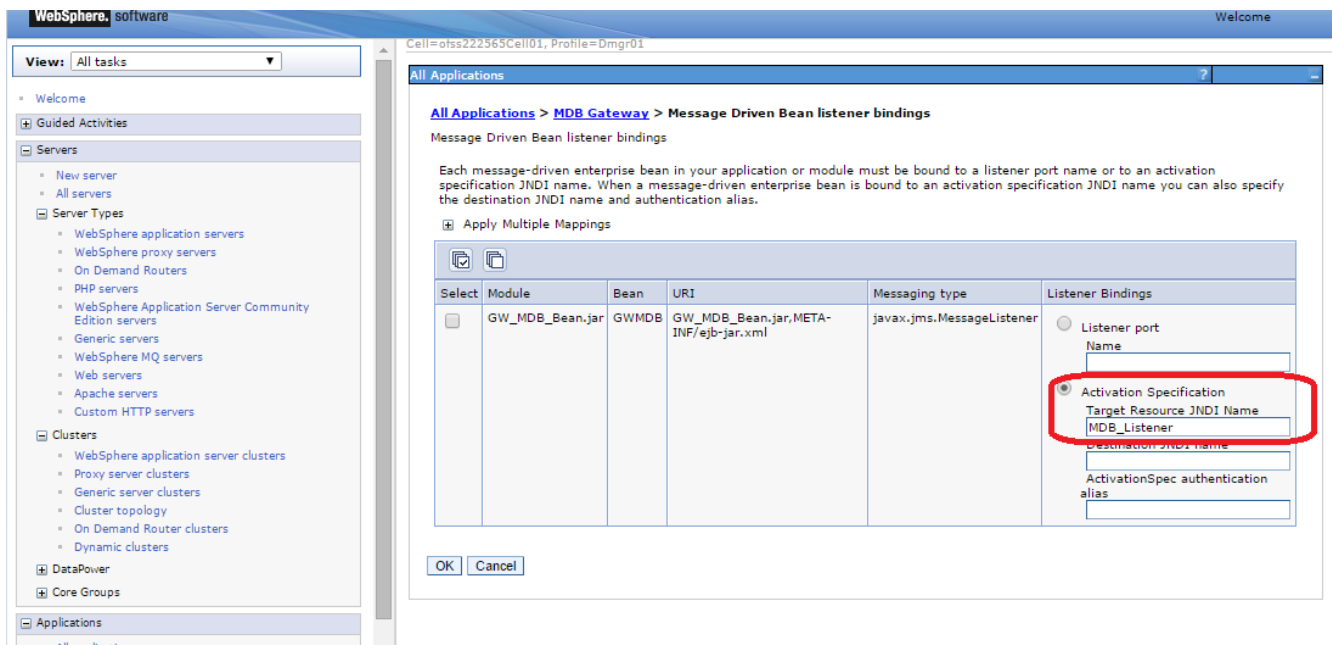 WebSphere. software
Welcome
Cell=ofss222565Cell01, Profile=Dmgr01
View: All tasks
Welcome
Guided Activities
Servers
New server
All servers
Server Types
WebSphere application servers
WebSphere proxy servers
On Demand Routers
PHP servers
WebSphere Application Server Community
Edition servers
Generic servers
WebSphere MQ servers
Web servers
Apache servers
Custom HTTP servers
Clusters
WebSphere application server clusters
Proxy server clusters
Generic server clusters
Cluster topology
On Demand Router clusters
Dynamic clusters
DataPower
Core Groups
Applications
All Applications ? -
All Applications > MDB Gateway > Message Driven Bean listener bindings
Message Driven Bean listener bindings
Each message-driven enterprise bean in your application or module must be bound to a listener port name or to an activation
specification JNDI name. When a message-driven enterprise bean is bound to an activation specification JNDI name you can also specify
the destination JNDI name and authentication alias.
Apply Multiple Mappings
Select Module Bean URI Messaging type Listener Bindings
GW_MDB_Bean.jar GWMDB GW_MDB_Bean.jar,META-
INF/ejb-jar.xml
javax.jms.MessageListener
Listener port
Name
Activation Specification
Target Resource JNDI Name
MDB_Listener
Destination JNDI name
ActivationSpec authentication
alias
OK Cancel